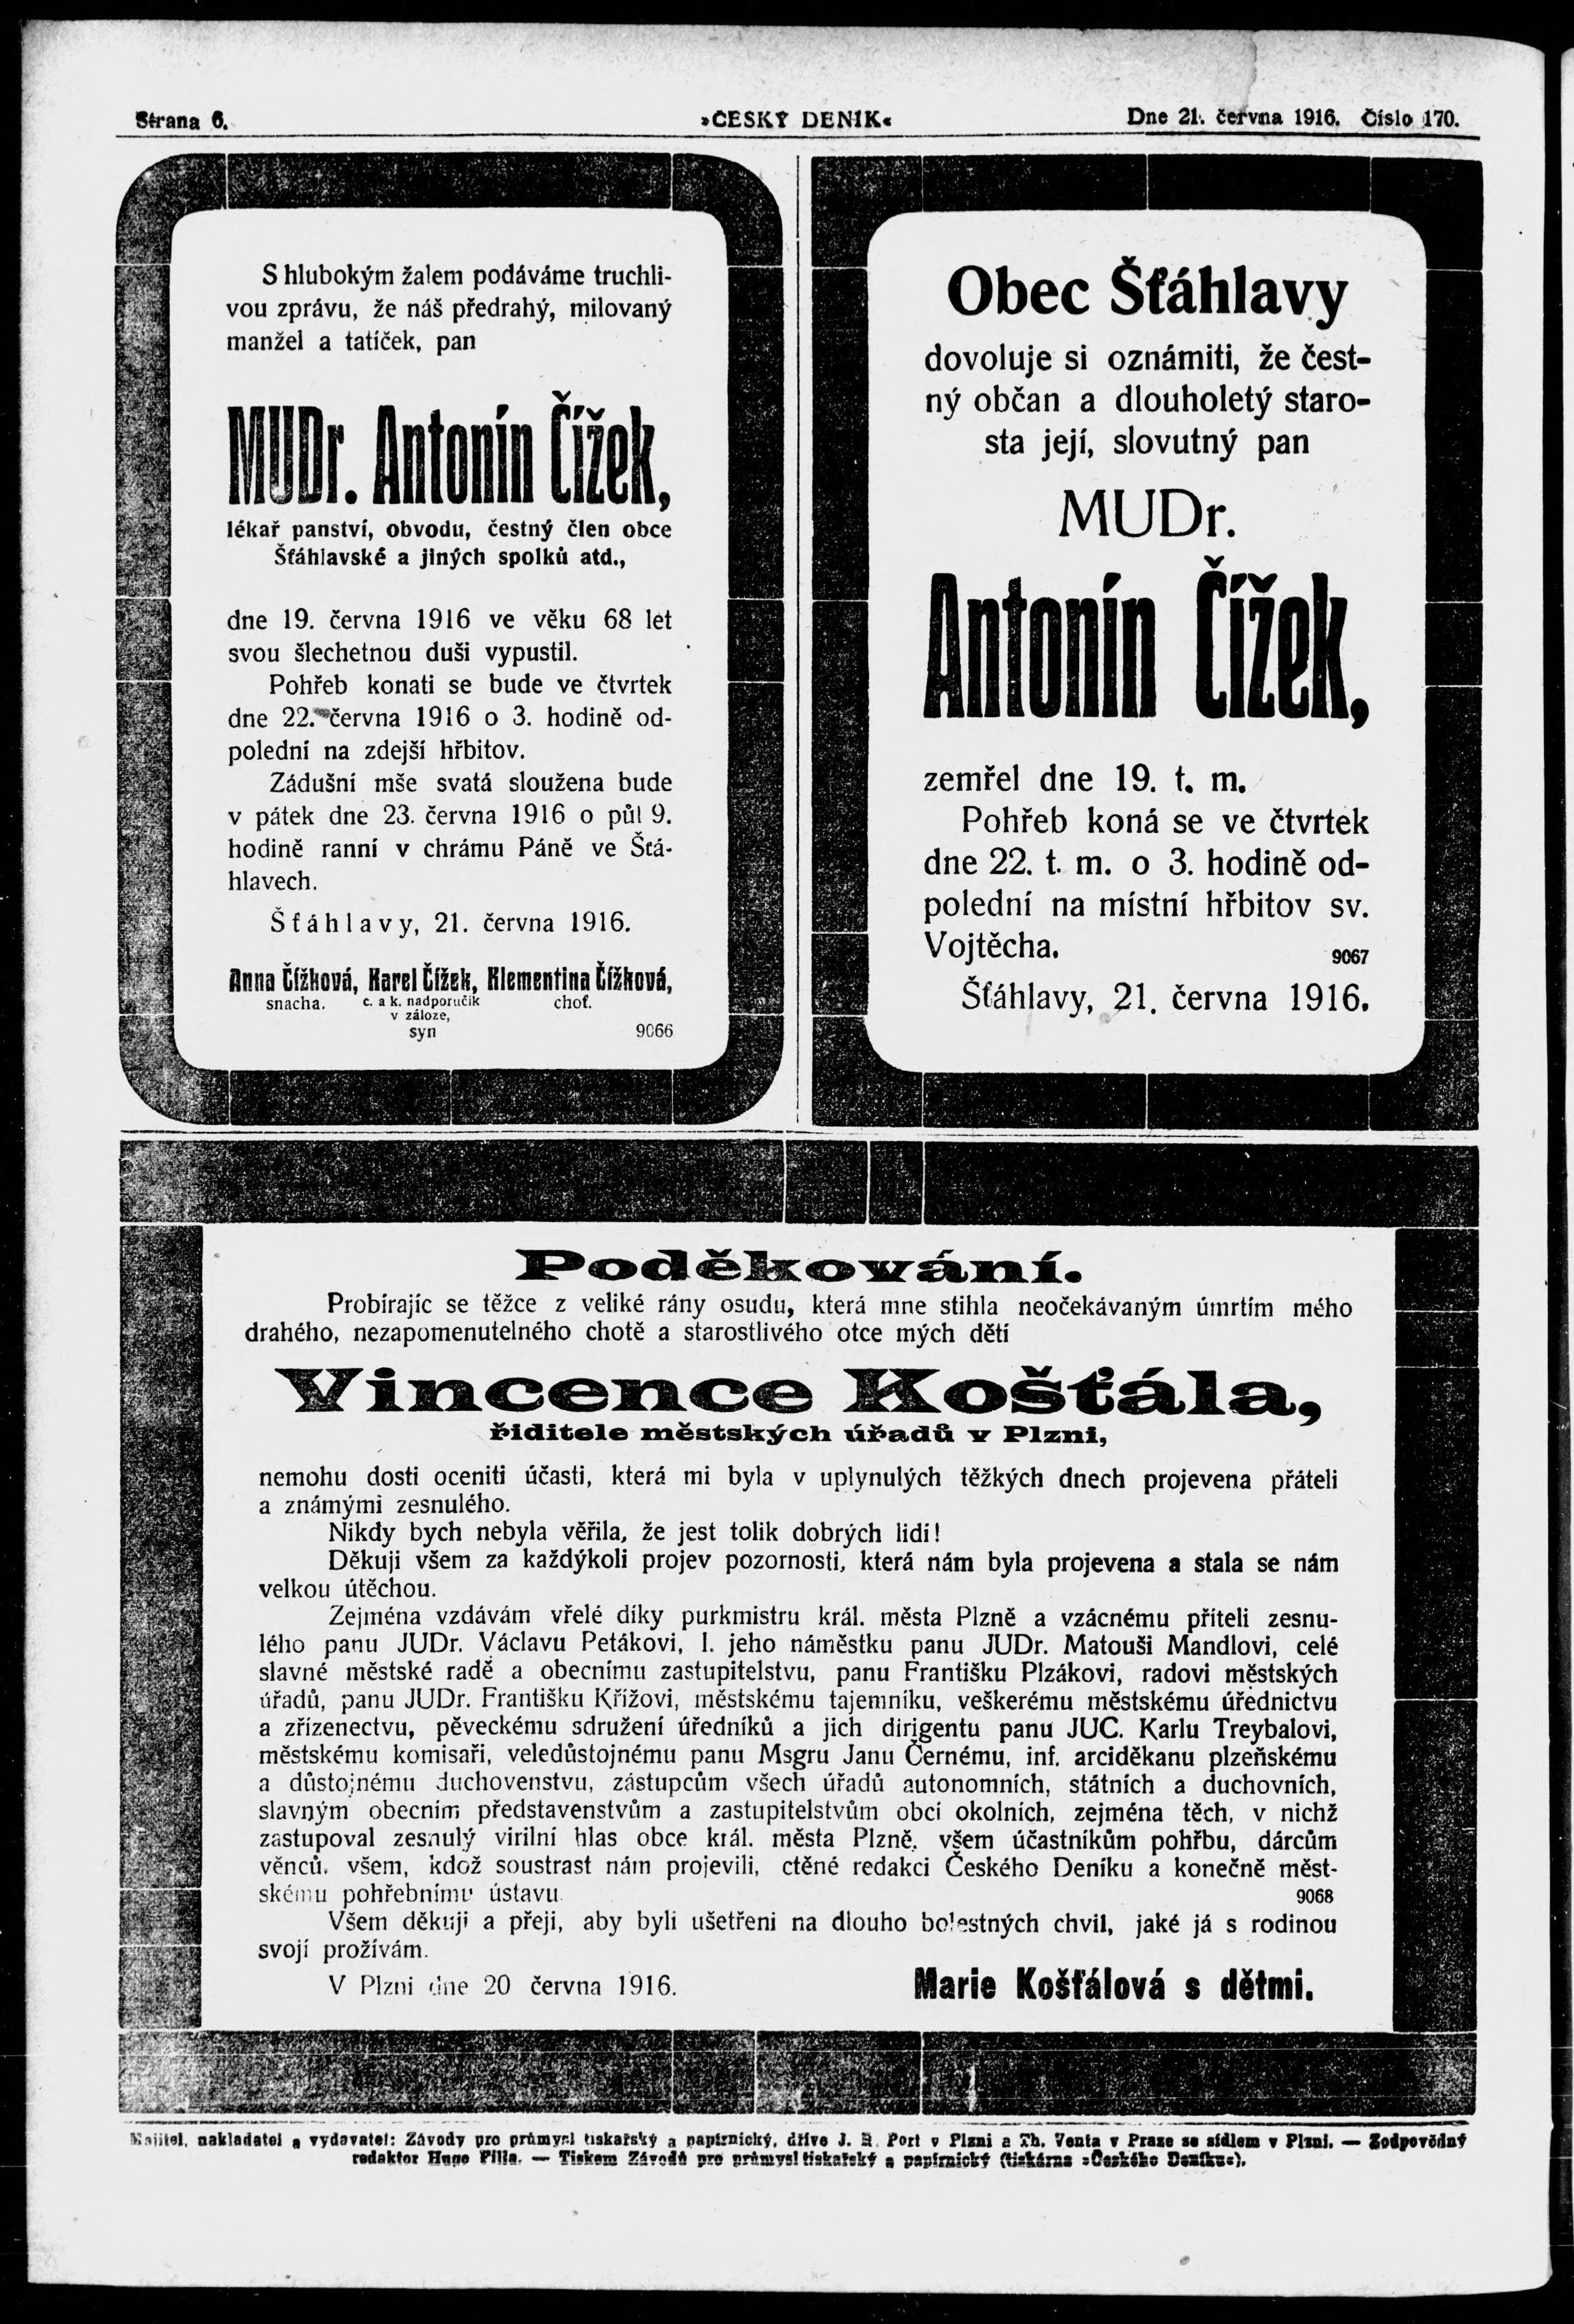 Strana 6.
»ČESKÝ DENÍK«
Dne 21. června 1916. Číslo 170.
S hlubokým žalem podáváme truchli-
vou zprávu, že náš předrahý, milovaný
manžel a tatíček, pan
MUDr. Antonín Čížek,
lékař panství, obvodu, čestný člen obce
Šťáhlavské a jiných spolků atd.,
dne 19. června 1916 ve věku 68 let
svou šlechetnou duši vypustil.
Pohřeb konati se bude ve čtvrtek
dne 22. června 1916 o 3. hodině od-
polední na zdejší hřbitov.
Zádušní mše svatá sloužena bude
v pátek dne 23. června 1916 o půl 9.
hodině ranní v chrámu Páně ve Šťá-
hlavech.
Šťáhlavy, 21. června 1916.
Anna Čížková, Karel Čížek, Klementina Čížková,
snacha. c. a k. nadporučík choť.
v záloze,
syn 9066
Obec Šťáhlavy
dovoluje si oznámiti, že čest-
ný občan a dlouholetý staro-
sta její, slovutný pan
MUDr.
Antonín Čížek,
zemřel dne 19. t. m.
Pohřeb koná se ve čtvrtek
dne 22. t. m. o 3. hodině od-
polední na místní hřbitov sv.
Vojtěcha. 9067
Šťáhlavy, 21. června 1916.
Poděkování.
Probírajíc se těžce z veliké rány osudu, která mne stihla neočekávaným úmrtím mého
drahého, nezapomenutelného chotě a starostlivého otce mých dětí
Vincence Košťála,
řiditele městských úřadů v Plzni,
nemohu dosti oceniti účasti, která mi byla v uplynulých těžkých dnech projevena přáteli
a známými zesnulého.
Nikdy bych nebyla věřila, že jest tolik dobrých lidí!
Děkuji všem za každýkoli projev pozornosti, která nám byla projevena a stala se nám
velkou útěchou.
Zejména vzdávám vřelé díky purkmistru král. města Plzně a vzácnému příteli zesnu-
lého panu JUDr. Václavu Petákovi, I. jeho náměstku panu JUDr. Matouši Mandlovi, celé
slavné městské radě a obecnímu zastupitelstvu, panu Františku Plzákovi, radovi městských
úřadů, panu JUDr. Františku Křížovi, městskému tajemníku, veškerému městskému úřednictvu
a zřízenectvu, pěveckému sdružení úředníků a jich dirigentu panu JUC. Karlu Treybalovi,
městskému komisaři, veledůstojnému panu Msgru Janu Černému, inf. arciděkanu plzeňskému
a důstojnému duchovenstvu, zástupcům všech úřadů autonomních, státních a duchovních,
slavným obecním představenstvům a zastupitelstvům obcí okolních, zejména těch, v nichž
zastupoval zesnulý virilní hlas obce král. města Plzně, všem účastníkům pohřbu, dárcům
věnců, všem, kdož soustrast nám projevili, ctěné redakci Českého Deníku a konečně měst-
skému pohřebnímu ústavu. 9068
Všem děkuji a přeji, aby byli ušetřeni na dlouho bolestných chvil, jaké já s rodinou
svojí prožívám.
V Plzni dne 20 června 1916.
Marie Košťálová s dětmi.
Majitel, nakladatel a vydavatel: Závody pro průmysl tiskařský a papírnický, dříve J. R. Port v Plzni a Th. Venta v Praze se sídlem v Plzni. — Zodpovědný
redaktor Hugo Pilla. — Tiskem Závodů pro průmysl tiskařský a papírnický (tiskárna »Českého Deníku«).